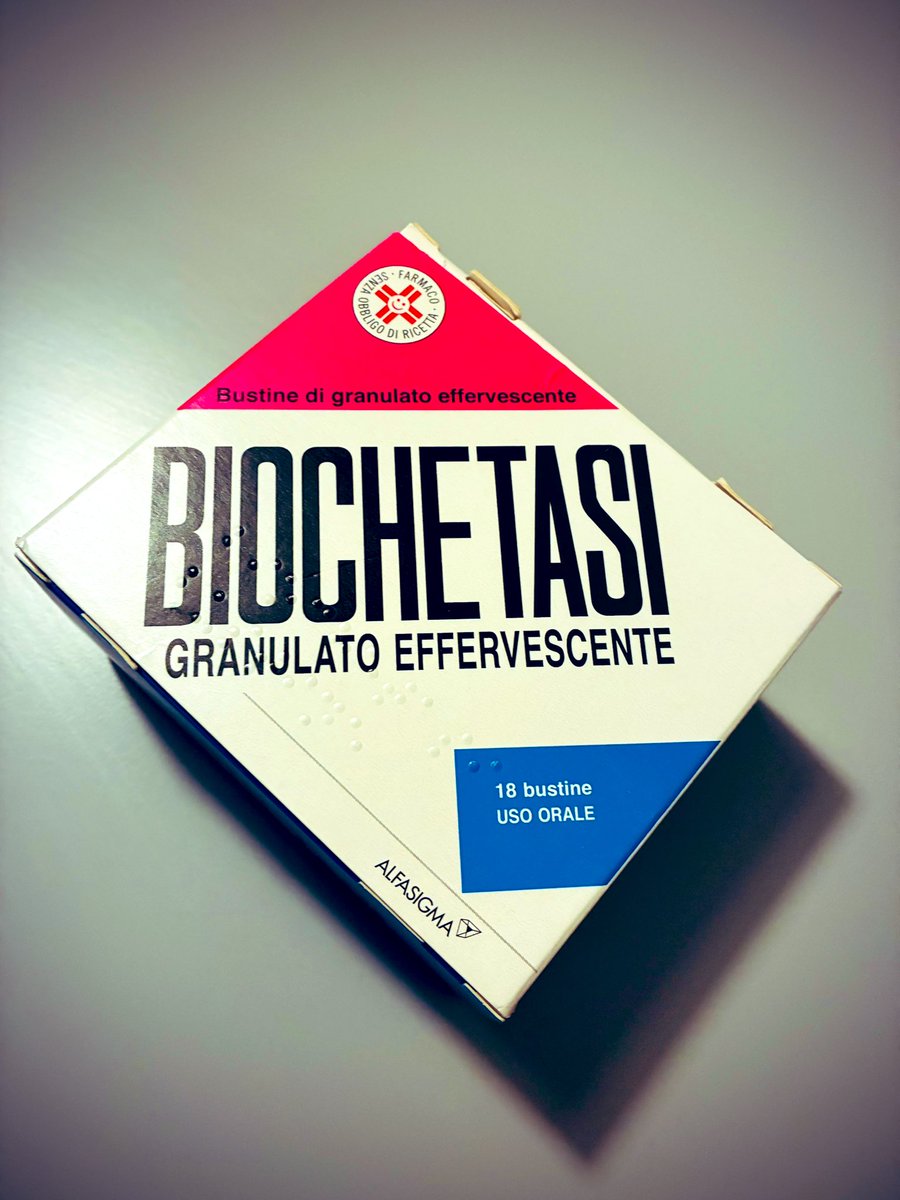 SENZA OBBLIGO DI RICETTA · FARMACO ·
Bustine di granulato effervescente
BIOCHETASI
GRANULATO EFFERVESCENTE
18 bustine
USO ORALE
ALFASIGMA